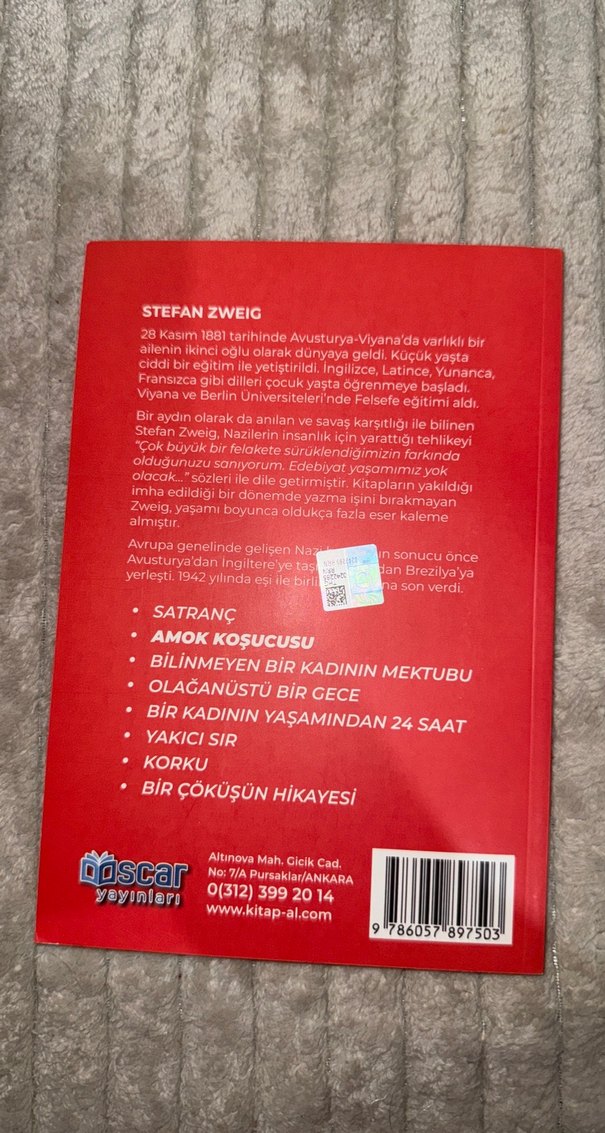 STEFAN ZWEIG
28 Kasım 1881 tarihinde Avusturya-Viyana'da varlıklı bir
ailenin ikinci oğlu olarak dünyaya geldi. Küçük yaşta
ciddi bir eğitim ile yetiştirildi. İngilizce, Latince, Yunanca,
Fransızca gibi dilleri çocuk yaşta öğrenmeye başladı.
Viyana ve Berlin Üniversiteleri'nde Felsefe eğitimi aldı.
Bir aydın olarak da anılan ve savaş karşıtlığı ile bilinen
Stefan Zweig, Nazilerin insanlık için yarattığı tehlikeyi
"Çok büyük bir felakete sürüklendiğimizin farkında
olduğunuzu sanıyorum. Edebiyat yaşamımız yok
olacak..." sözleri ile dile getirmiştir. Kitapların yakıldığı
imha edildiği bir dönemde yazma işini bırakmayan
Zweig, yaşamı boyunca oldukça fazla eser kaleme
almıştır.
Avrupa genelinde gelişen sonucu önce
Avusturya'dan İngiltere'ye Brezilya'ya
yerleşti. 1942 yılında eşi ile son verdi.
• SATRANÇ
• AMOK KOŞUCUSU
• BİLİNMEYEN BİR KADININ MEKTUBU
• OLAĞANÜSTÜ BİR GECE
• BİR KADININ YAŞAMINDAN 24 SAAT
• YAKICI SIR
• KORKU
• BİR ÇÖKÜŞÜN HİKAYESİ
oscar
yayınları
Altınova Mah. Gicik Cad.
No: 7/A Pursaklar/ANKARA
0(312) 399 20 14
www.kitap-al.com
9 786057 897503